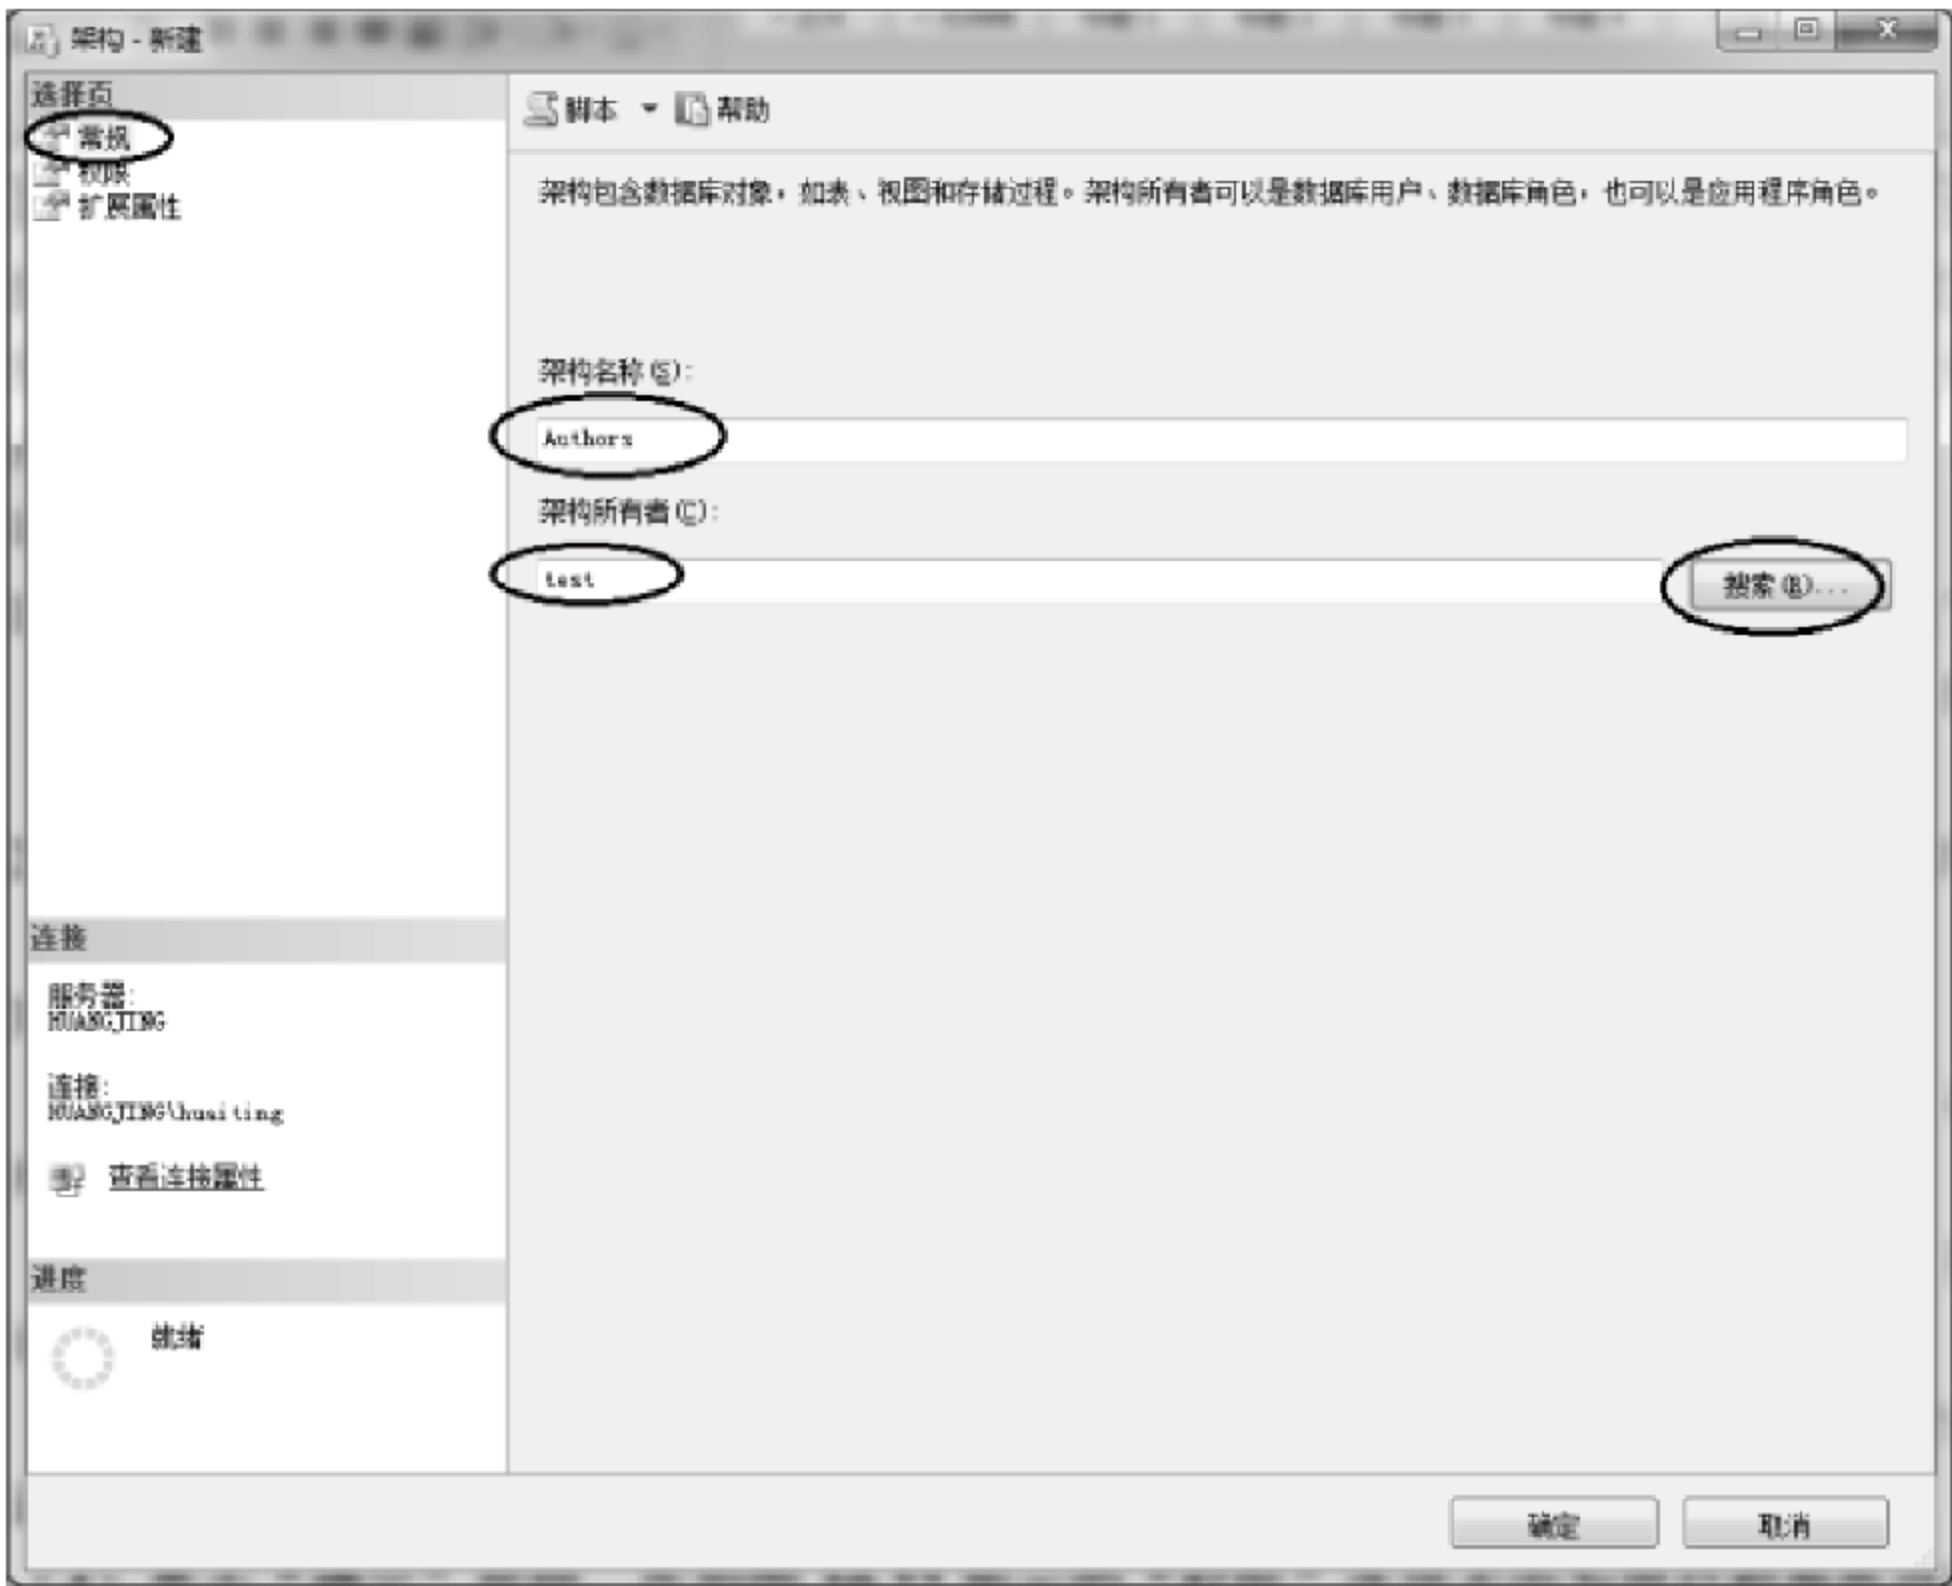 架构 - 新建
选择页
常规
权限
扩展属性
脚本 帮助
架构包含数据库对象，如表、视图和存储过程。架构所有者可以是数据库用户、数据库角色，也可以是应用程序角色。
架构名称(S):
Authors
架构所有者(O):
test
搜索(R)...
连接
服务器:
HUANGJING
连接:
HUANGJING\huaiting
查看连接属性
进度
就绪
确定 取消